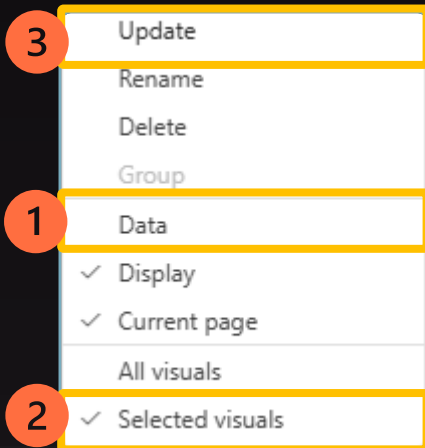 3
Update
Rename
Delete
Group
1
Data
Display
Current page
All visuals
2
Selected visuals